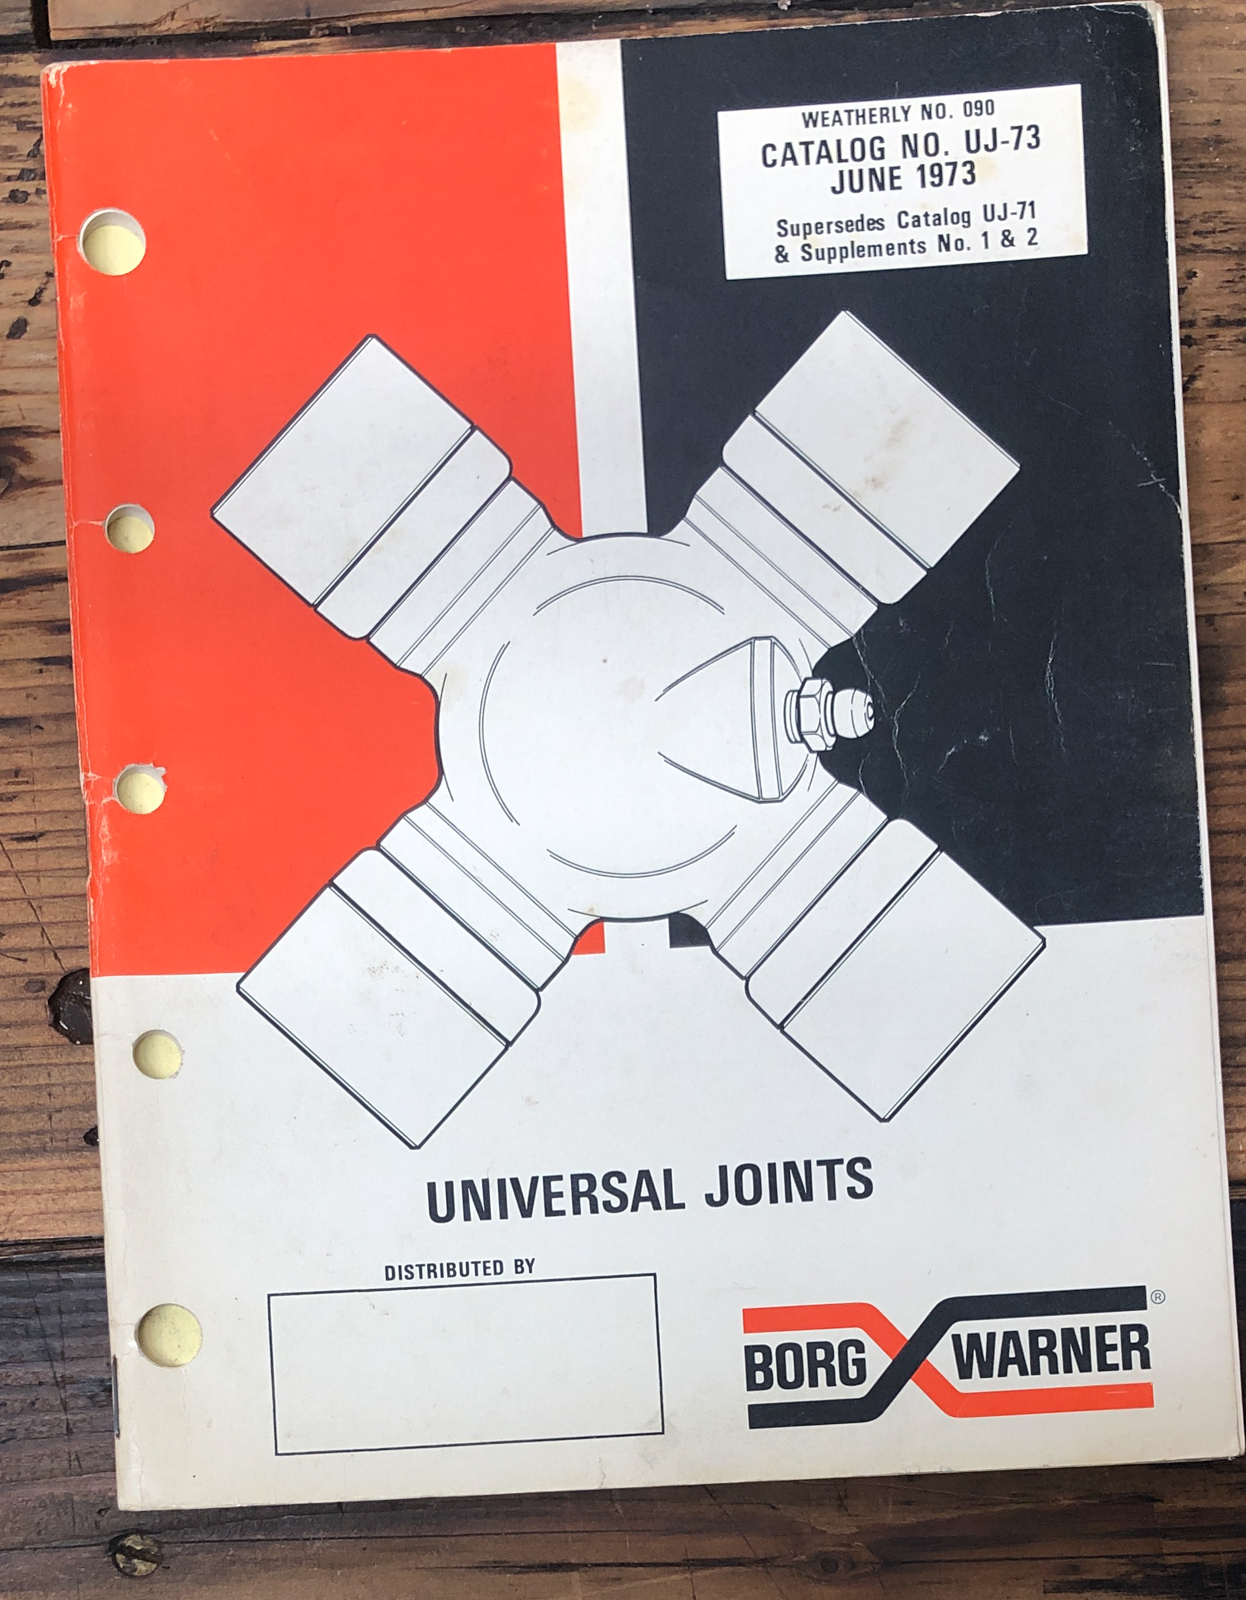 WEATHERLY NO. 090
CATALOG NO. UJ-73
JUNE 1973
Supersedes Catalog UJ-71
& Supplements No. 1 & 2
UNIVERSAL JOINTS
DISTRIBUTED BY
BORG WARNER ®